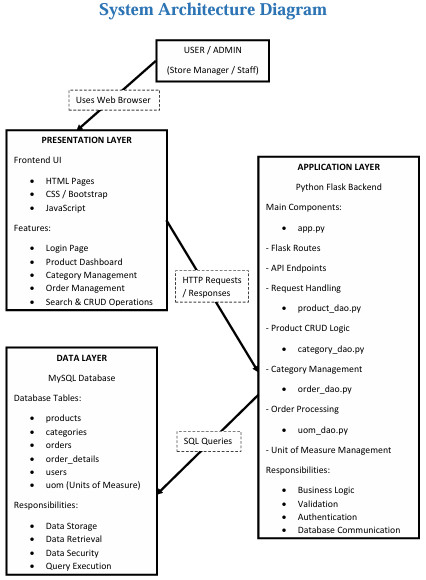 System Architecture Diagram
USER / ADMIN
(Store Manager / Staff)
Uses Web Browser
PRESENTATION LAYER
Frontend UI
• HTML Pages
• CSS / Bootstrap
• JavaScript
Features:
• Login Page
• Product Dashboard
• Category Management
• Order Management
• Search & CRUD Operations
HTTP Requests
/ Responses
APPLICATION LAYER
Python Flask Backend
Main Components:
• app.py
- Flask Routes
- API Endpoints
- Request Handling
• product_dao.py
- Product CRUD Logic
• category_dao.py
- Category Management
• order_dao.py
- Order Processing
• uom_dao.py
- Unit of Measure Management
Responsibilities:
• Business Logic
• Validation
• Authentication
• Database Communication
SQL Queries
DATA LAYER
MySQL Database
Database Tables:
• products
• categories
• orders
• order_details
• users
• uom (Units of Measure)
Responsibilities:
• Data Storage
• Data Retrieval
• Data Security
• Query Execution